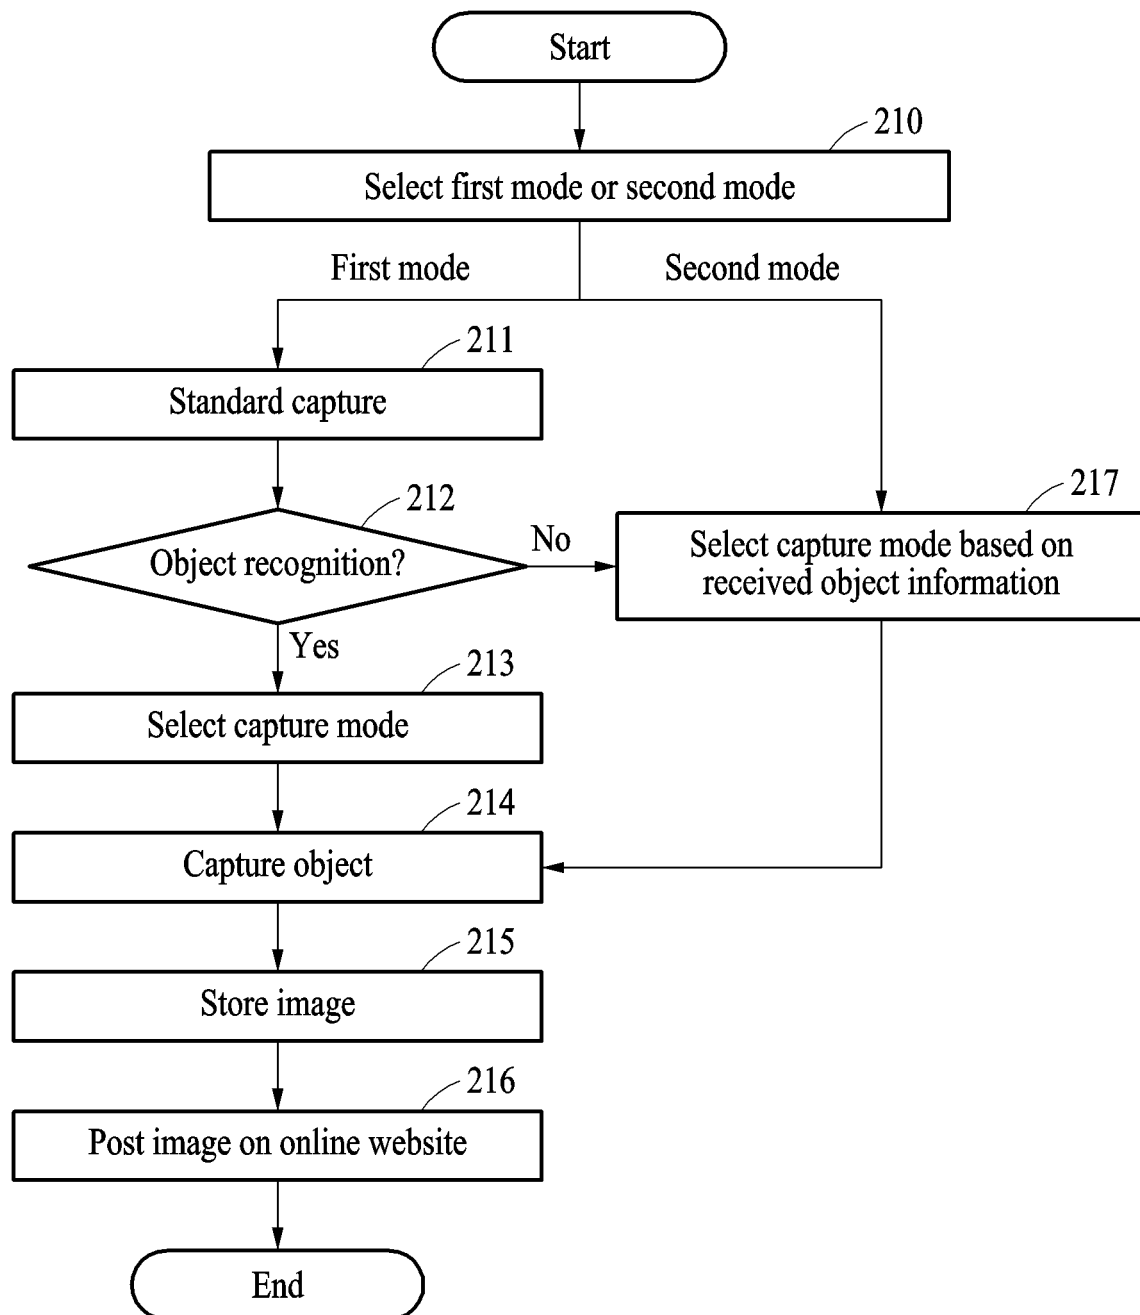 Start
210
Select first mode or second mode
First mode
Second mode
211
Standard capture
212
Object recognition?
No
217
Select capture mode based on
received object information
Yes
213
Select capture mode
214
Capture object
215
Store image
216
Post image on online website
End